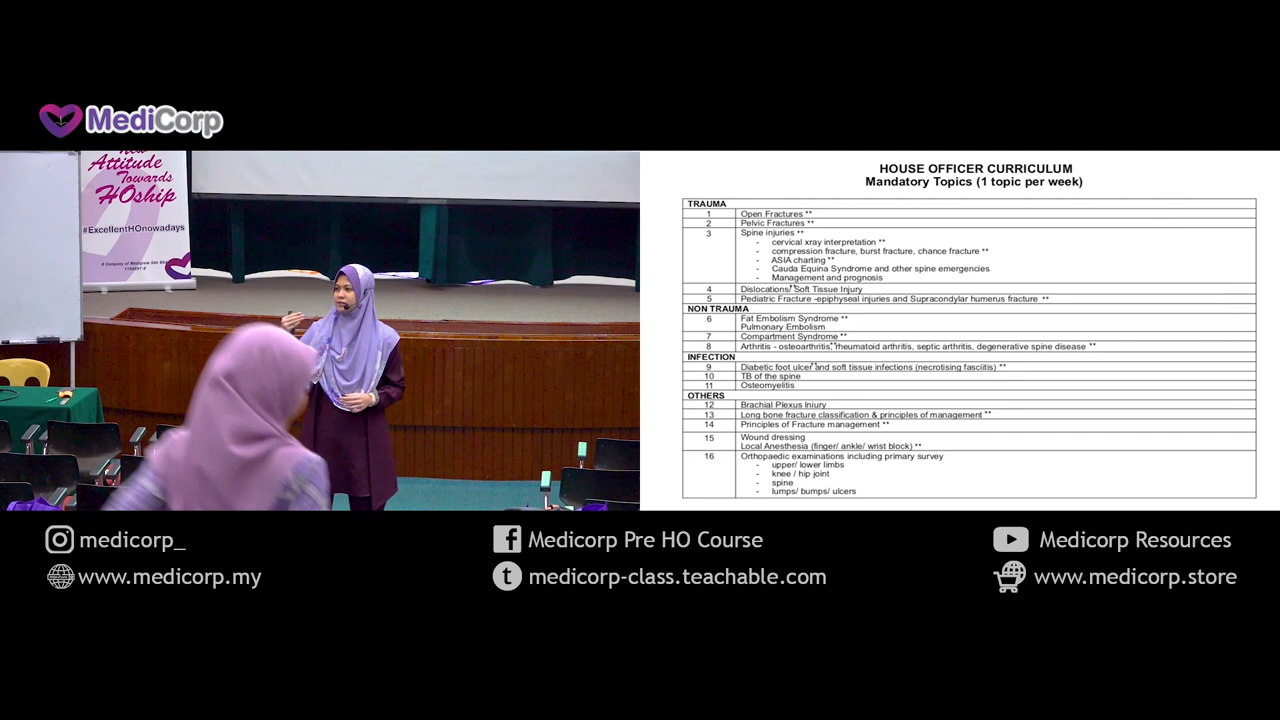 MediCorp
New
Attitude
Towards
HOship
#ExcellentHOnowadays
HOUSE OFFICER CURRICULUM
Mandatory Topics (1 topic per week)
TRAUMA
1 Open Fractures **
2 Pelvic Fractures **
3 Spine injuries **
- cervical xray interpretation **
- compression fracture, burst fracture, chance fracture **
- ASIA charting **
- Cauda Equina Syndrome and other spine emergencies
- Management and prognosis
4 Dislocations/ Soft Tissue Injury **
5 Pediatric Fracture -epiphyseal injuries and Supracondylar humerus fracture **
NON TRAUMA
6 Fat Embolism Syndrome **
Pulmonary Embolism
7 Compartment Syndrome **
8 Arthritis - osteoarthritis, ** rheumatoid arthritis, septic arthritis, degenerative spine disease **
INFECTION
9 Diabetic foot ulcer ** and soft tissue infections (necrotising fasciitis) **
10 TB of the spine
11 Osteomyelitis
OTHERS
12 Brachial Plexus Injury
13 Long bone fracture classification & principles of management **
14 Principles of Fracture management **
15 Wound dressing
Local Anesthesia (finger/ ankle/ wrist block) **
16 Orthopaedic examinations including primary survey
- upper/ lower limbs
- knee / hip joint
- spine
- lumps/ bumps/ ulcers
medicorp_
Medicorp Pre HO Course
Medicorp Resources
www.medicorp.my
medicorp-class.teachable.com
www.medicorp.store